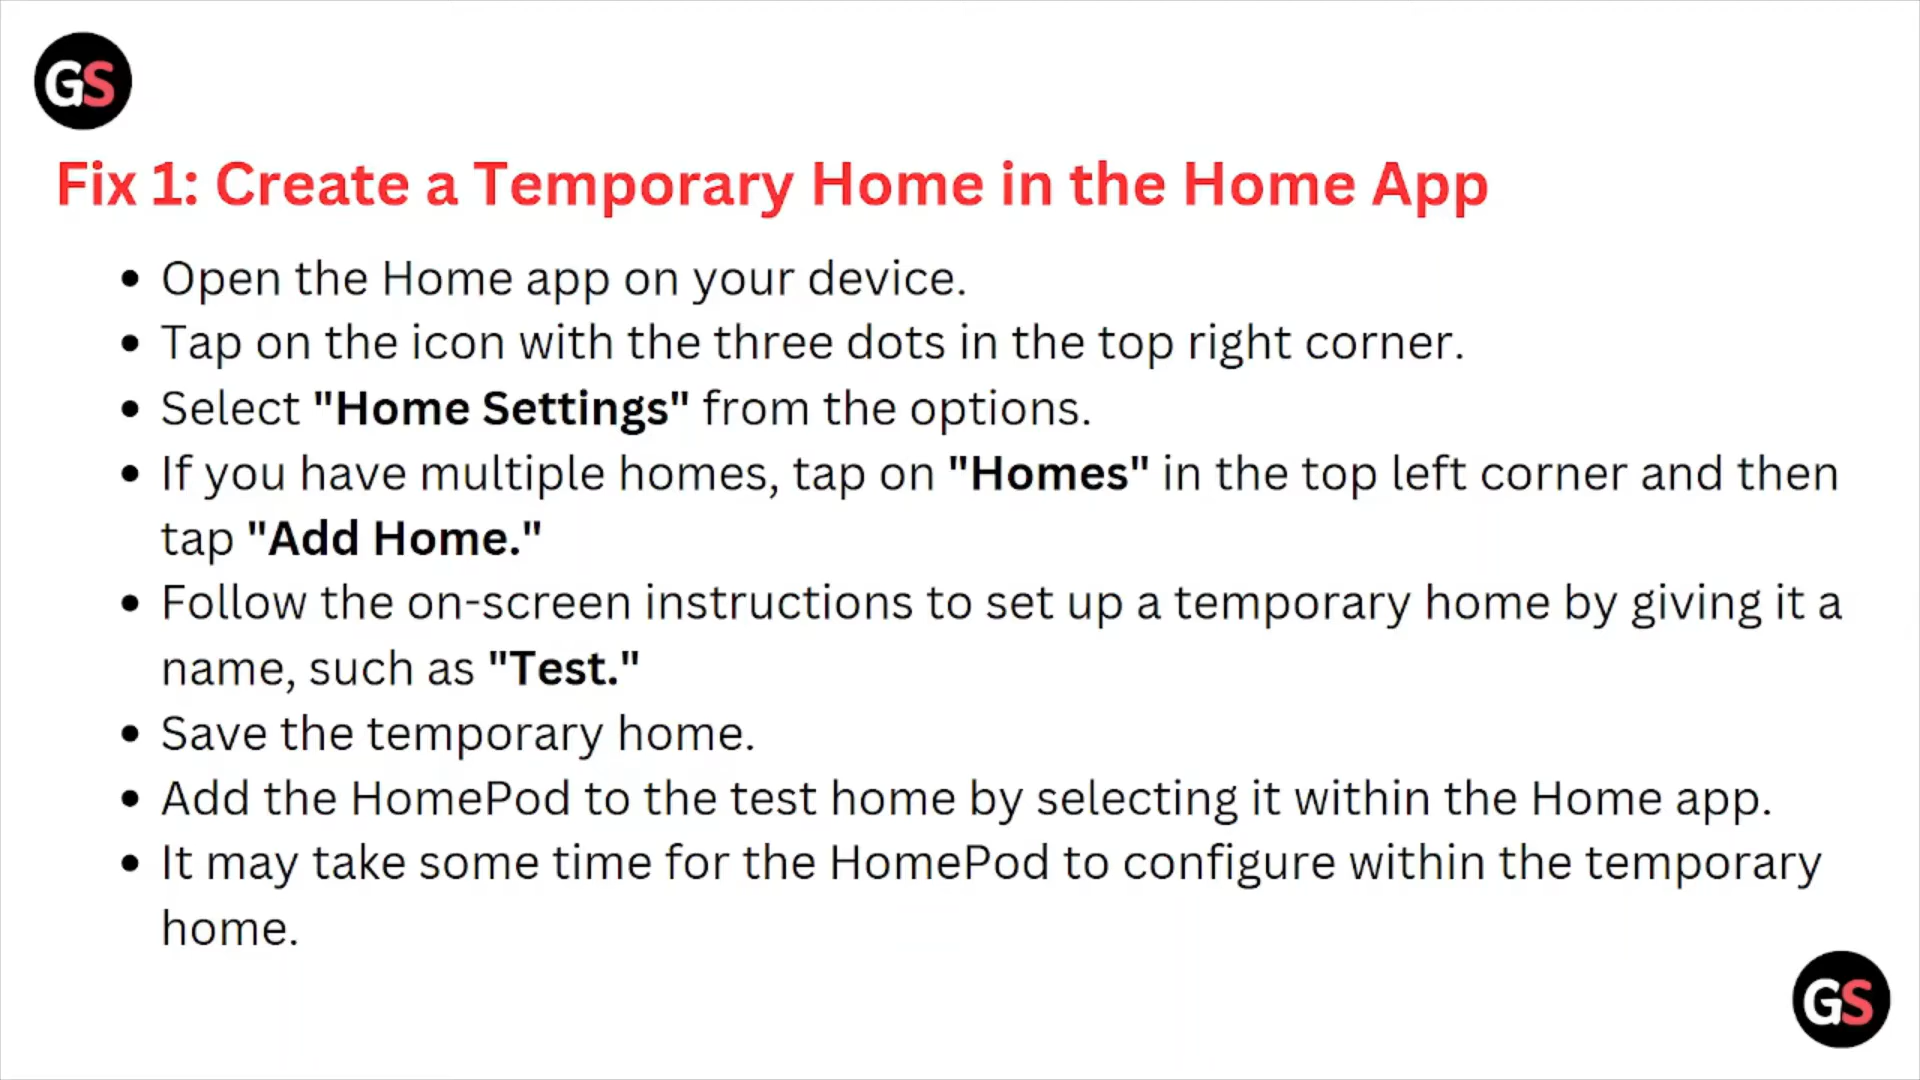 GS
Fix 1: Create a Temporary Home in the Home App
• Open the Home app on your device.
• Tap on the icon with the three dots in the top right corner.
• Select "Home Settings" from the options.
• If you have multiple homes, tap on "Homes" in the top left corner and then
tap "Add Home."
• Follow the on-screen instructions to set up a temporary home by giving it a
name, such as "Test."
• Save the temporary home.
• Add the HomePod to the test home by selecting it within the Home app.
• It may take some time for the HomePod to configure within the temporary
home.
GS